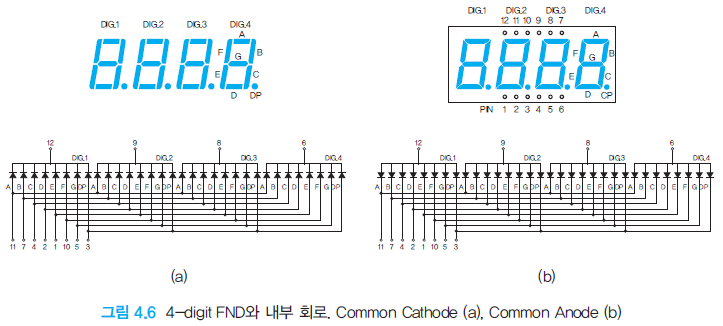 DIG.1 DIG.2 DIG.3 DIG.4
A
F B
G
E C
D DP
DIG.1 DIG.2 DIG.3 DIG.4
12 11 10 9 8 7
A
F B
G
E C
D CP
PIN 1 2 3 4 5 6
12 9 8 6
DIG.1 DIG.2 DIG.3 DIG.4
A B C D E F G DP A B C D E F G DP A B C D E F G DP A B C D E F G DP
11 7 4 2 1 10 5 3
(a)
12 9 8 6
DIG.1 DIG.2 DIG.3 DIG.4
A B C D E F G DP A B C D E F G DP A B C D E F G DP A B C D E F G DP
11 7 4 2 1 10 5 3
(b)
그림 4.6 4-digit FND와 내부 회로. Common Cathode (a), Common Anode (b)